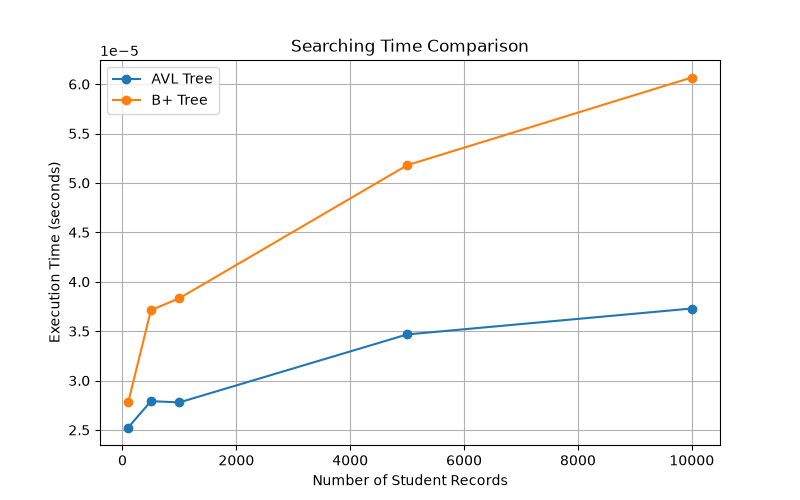 Searching Time Comparison
1e−5
AVL Tree
B+ Tree
6.0
5.5
5.0
4.5
4.0
3.5
3.0
2.5
Execution Time (seconds)
0 2000 4000 6000 8000 10000
Number of Student Records